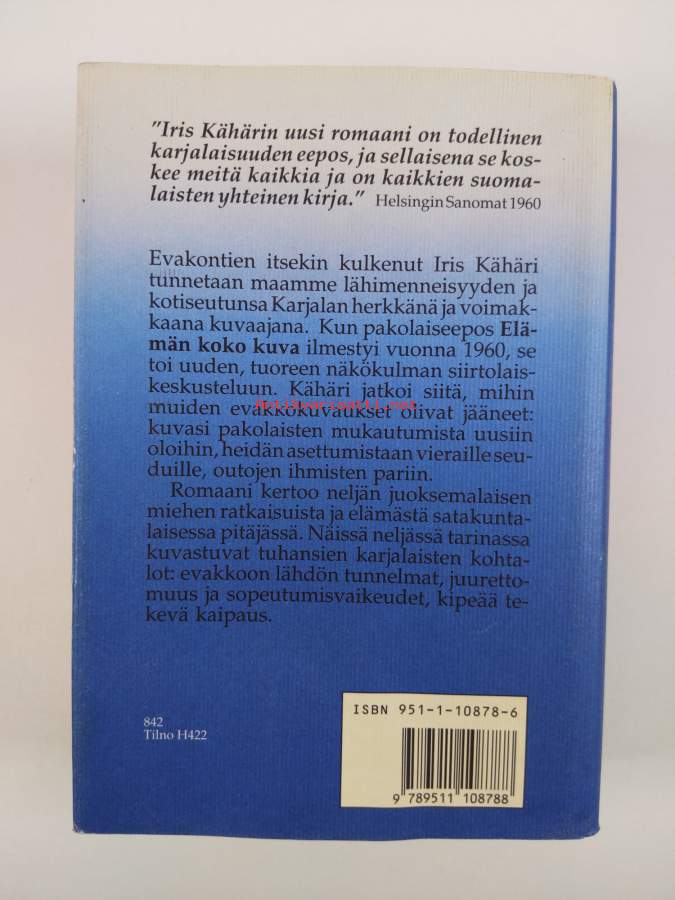 "Iris Kähärin uusi romaani on todellinen
karjalaisuuden eepos, ja sellaisena se kos-
kee meitä kaikkia ja on kaikkien suoma-
laisten yhteinen kirja." Helsingin Sanomat 1960
Evakontien itsekin kulkenut Iris Kähäri
tunnetaan maamme lähimenneisyyden ja
kotiseutunsa Karjalan herkkänä ja voimak-
kaana kuvaajana. Kun pakolaiseepos Elä-
män koko kuva ilmestyi vuonna 1960, se
toi uuden, tuoreen näkökulman siirtolais-
keskusteluun. Kähäri jatkoi siitä, mihin
muiden evakkokuvaukset olivat jääneet:
Antikvariaatti.net
kuvasi pakolaisten mukautumista uusiin
oloihin, heidän asettumistaan vieraille seu-
duille, outojen ihmisten pariin.
Romaani kertoo neljän juoksemalaisen
miehen ratkaisuista ja elämästä satakunta-
laisessa pitäjässä. Näissä neljässä tarinassa
kuvastuvat tuhansien karjalaisten kohta-
lot: evakkoon lähdön tunnelmat, juuretto-
muus ja sopeutumisvaikeudet, kipeää te-
kevä kaipaus.
842
Tilno H422
ISBN 951-1-10878-6
9 789511 108788